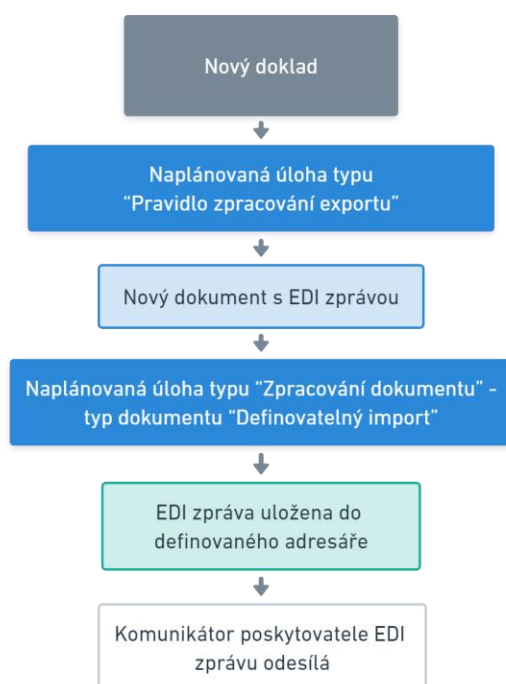 Nový doklad
Naplánovaná úloha typu
“Pravidlo zpracování exportu”
Nový dokument s EDI zprávou
Naplánovaná úloha typu “Zpracování dokumentu” -
typ dokumentu “Definovatelný import”
EDI zpráva uložena do
definovaného adresáře
Komunikátor poskytovatele EDI
zprávu odesílá